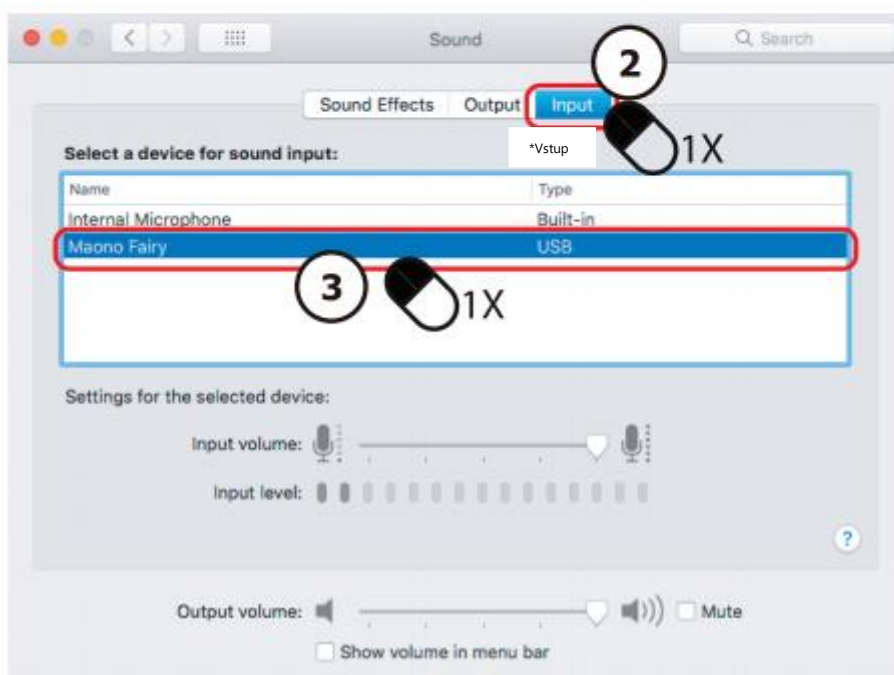 Sound
Search
2
Sound Effects Output Input
*Vstup
1X
Select a device for sound input:
Name Type
Internal Microphone Built-in
Maono Fairy USB
3
1X
Settings for the selected device:
Input volume:
Input level:
?
Output volume: Mute
Show volume in menu bar